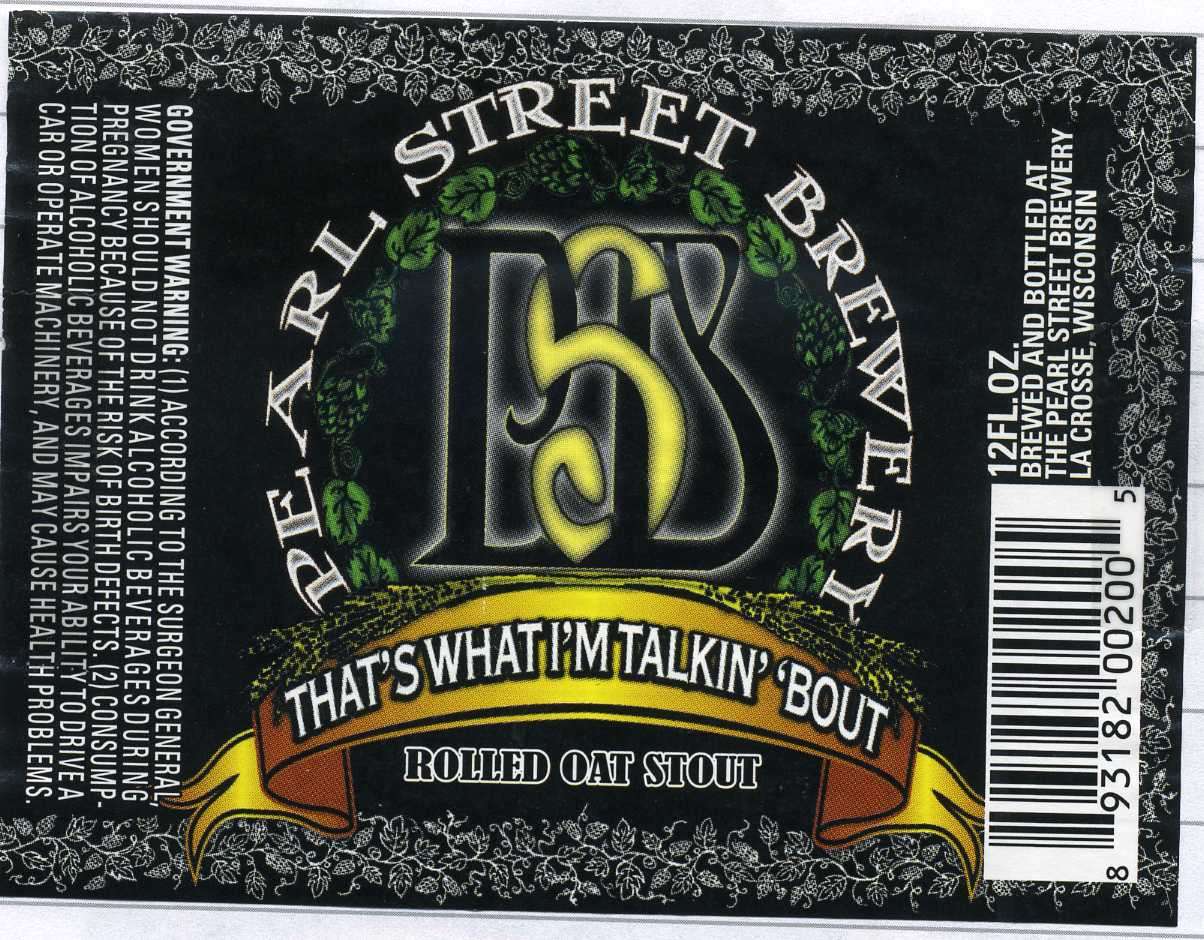 PEARL STREET BREWERY
PSB
THAT'S WHAT I'M TALKIN' 'BOUT
ROLLED OAT STOUT
GOVERNMENT WARNING: (1) ACCORDING TO THE SURGEON GENERAL,
WOMEN SHOULD NOT DRINK ALCOHOLIC BEVERAGES DURING
PREGNANCY BECAUSE OF THE RISK OF BIRTH DEFECTS. (2) CONSUMP-
TION OF ALCOHOLIC BEVERAGES IMPAIRS YOUR ABILITY TO DRIVE A
CAR OR OPERATE MACHINERY, AND MAY CAUSE HEALTH PROBLEMS.
12FL.OZ.
BREWED AND BOTTLED AT
THE PEARL STREET BREWERY
LA CROSSE, WISCONSIN
8 93182 00200 5